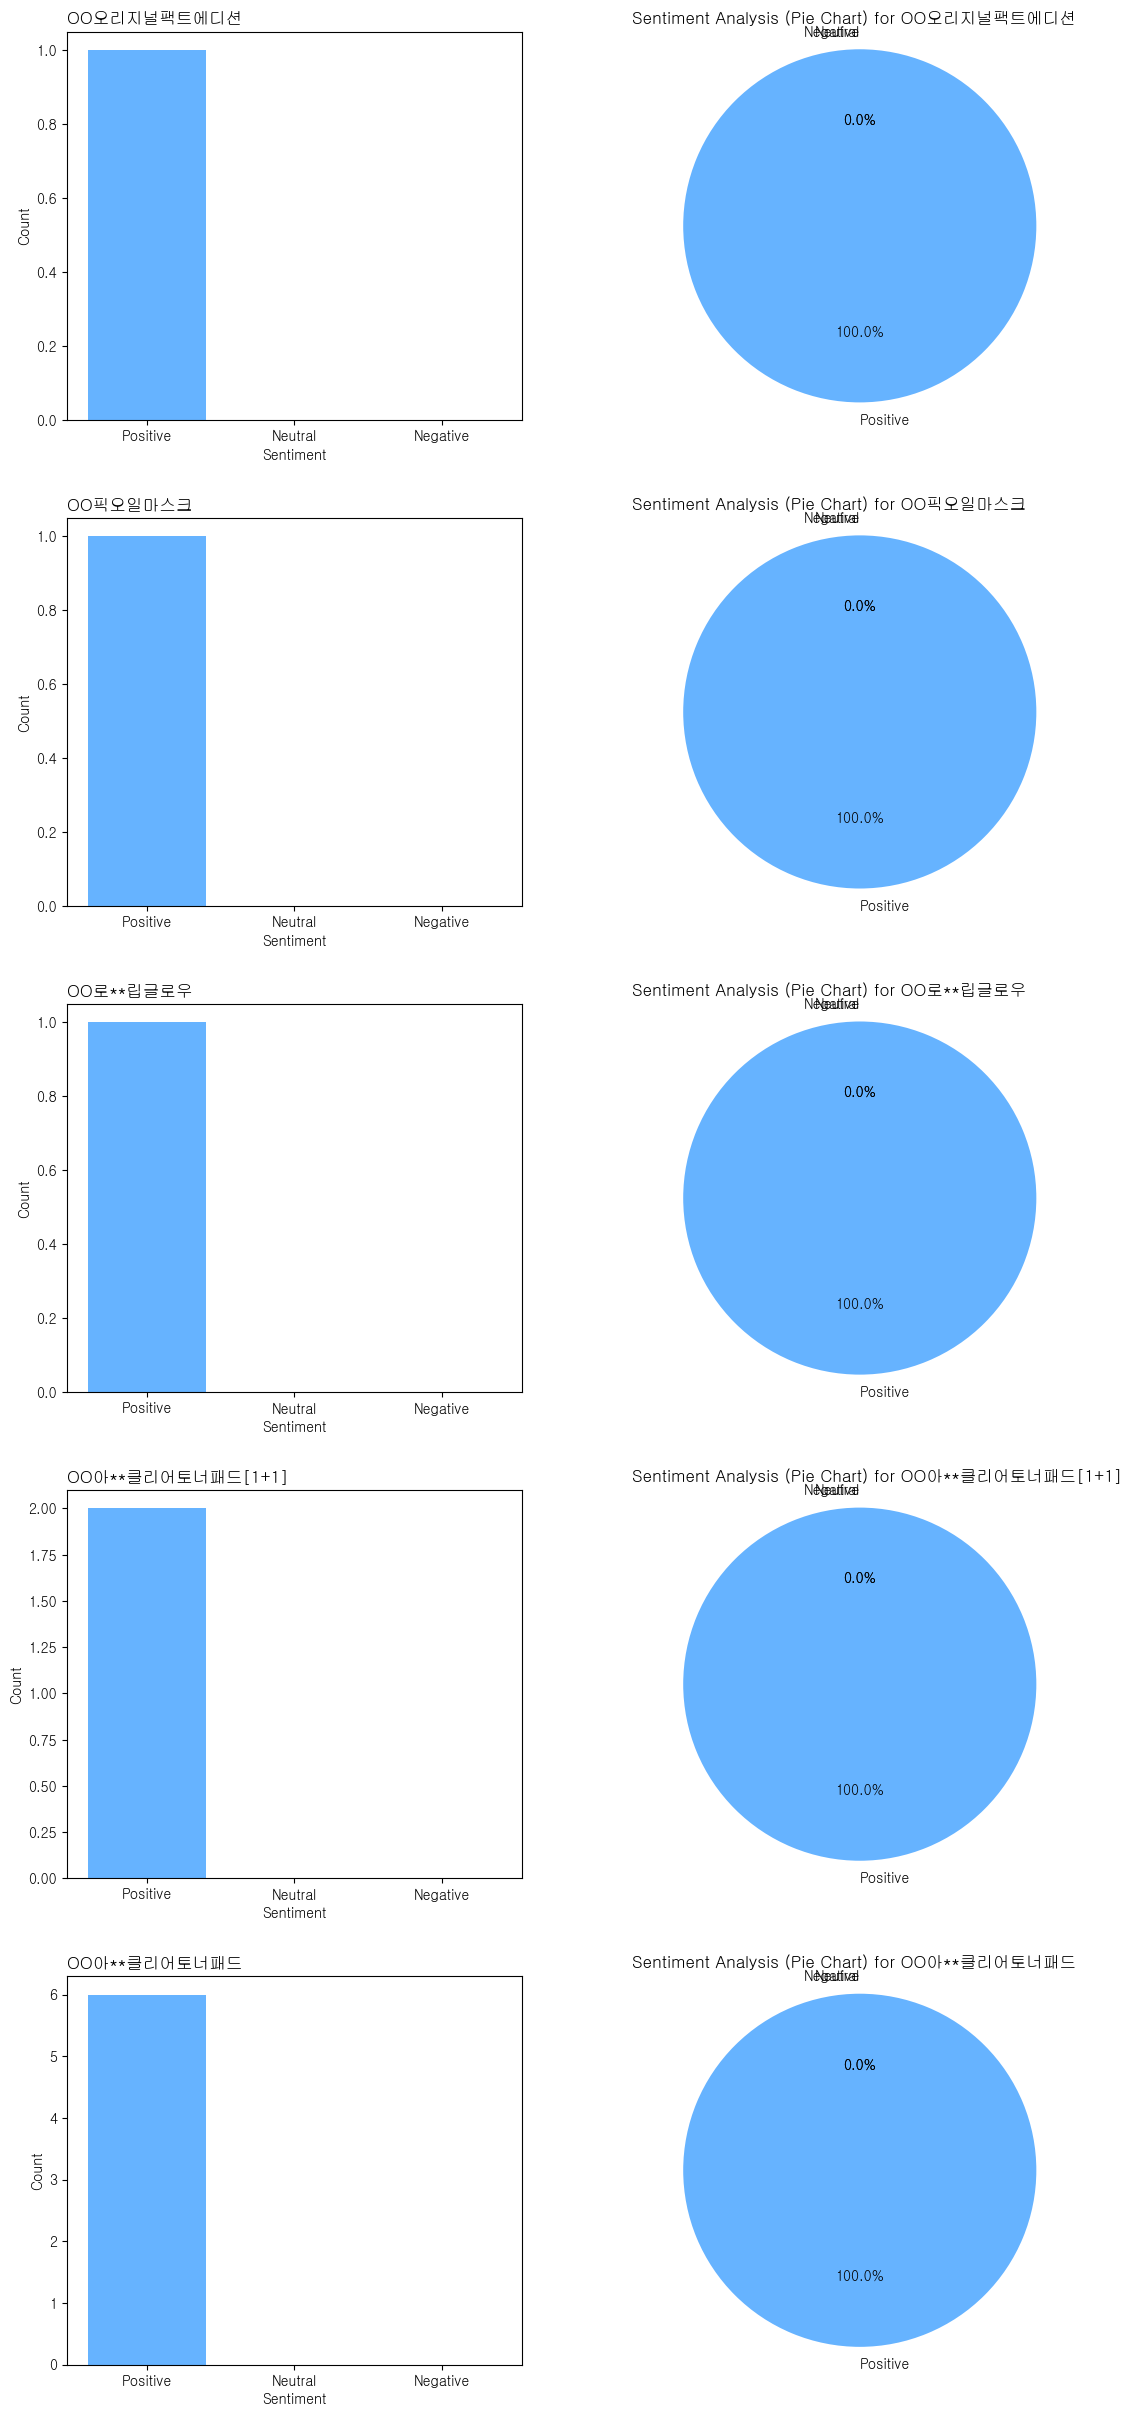 OO오리지널팩트에디션
1.0
0.8
0.6
0.4
0.2
0.0
Count
Positive
Neutral
Negative
Sentiment
Sentiment Analysis (Pie Chart) for OO오리지널팩트에디션
Negative
Neutral
0.0%
100.0%
Positive
OO픽오일마스크
1.0
0.8
0.6
0.4
0.2
0.0
Count
Positive
Neutral
Negative
Sentiment
Sentiment Analysis (Pie Chart) for OO픽오일마스크
Negative
Neutral
0.0%
100.0%
Positive
OO로**립글로우
1.0
0.8
0.6
0.4
0.2
0.0
Count
Positive
Neutral
Negative
Sentiment
Sentiment Analysis (Pie Chart) for OO로**립글로우
Negative
Neutral
0.0%
100.0%
Positive
OO아**클리어토너패드[1+1]
2.00
1.75
1.50
1.25
1.00
0.75
0.50
0.25
0.00
Count
Positive
Neutral
Negative
Sentiment
Sentiment Analysis (Pie Chart) for OO아**클리어토너패드[1+1]
Negative
Neutral
0.0%
100.0%
Positive
OO아**클리어토너패드
6
5
4
3
2
1
0
Count
Positive
Neutral
Negative
Sentiment
Sentiment Analysis (Pie Chart) for OO아**클리어토너패드
Negative
Neutral
0.0%
100.0%
Positive